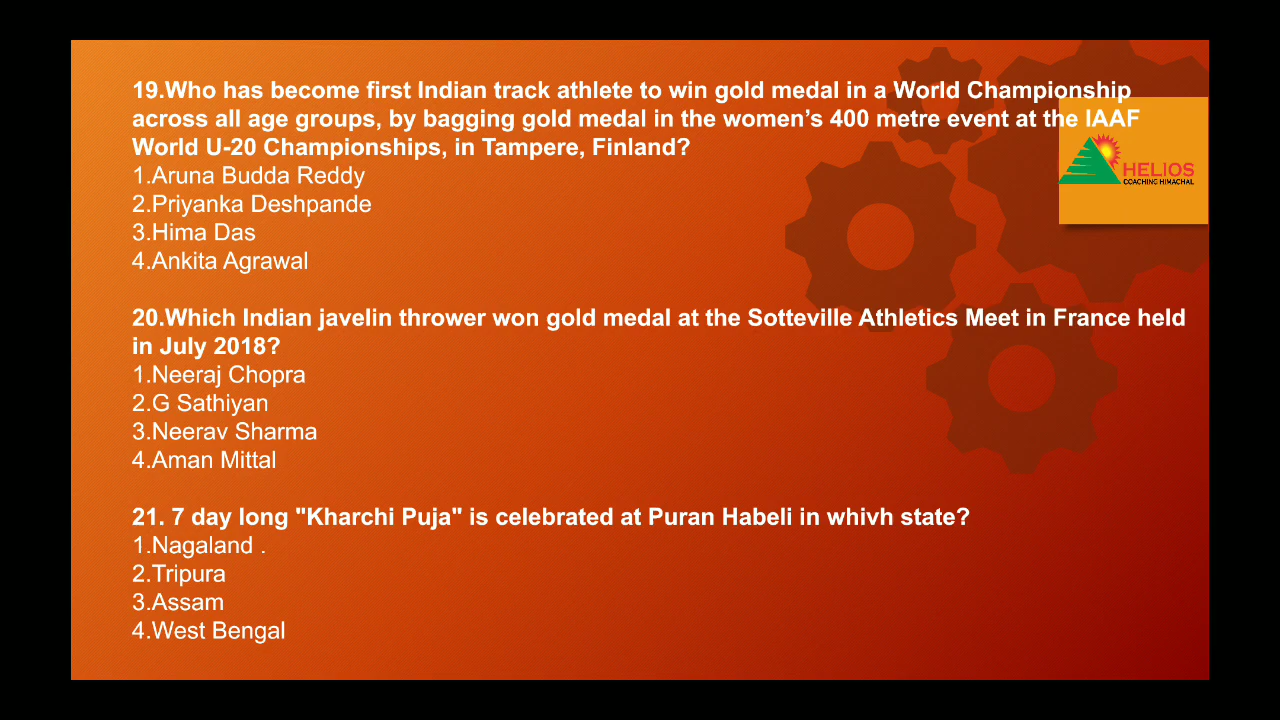 19.Who has become first Indian track athlete to win gold medal in a World Championship
across all age groups, by bagging gold medal in the women’s 400 metre event at the IAAF
World U-20 Championships, in Tampere, Finland?
1.Aruna Budda Reddy
2.Priyanka Deshpande
3.Hima Das
4.Ankita Agrawal
HELIOS
COACHING HIMACHAL
20.Which Indian javelin thrower won gold medal at the Sotteville Athletics Meet in France held
in July 2018?
1.Neeraj Chopra
2.G Sathiyan
3.Neerav Sharma
4.Aman Mittal
21. 7 day long "Kharchi Puja" is celebrated at Puran Habeli in whivh state?
1.Nagaland .
2.Tripura
3.Assam
4.West Bengal